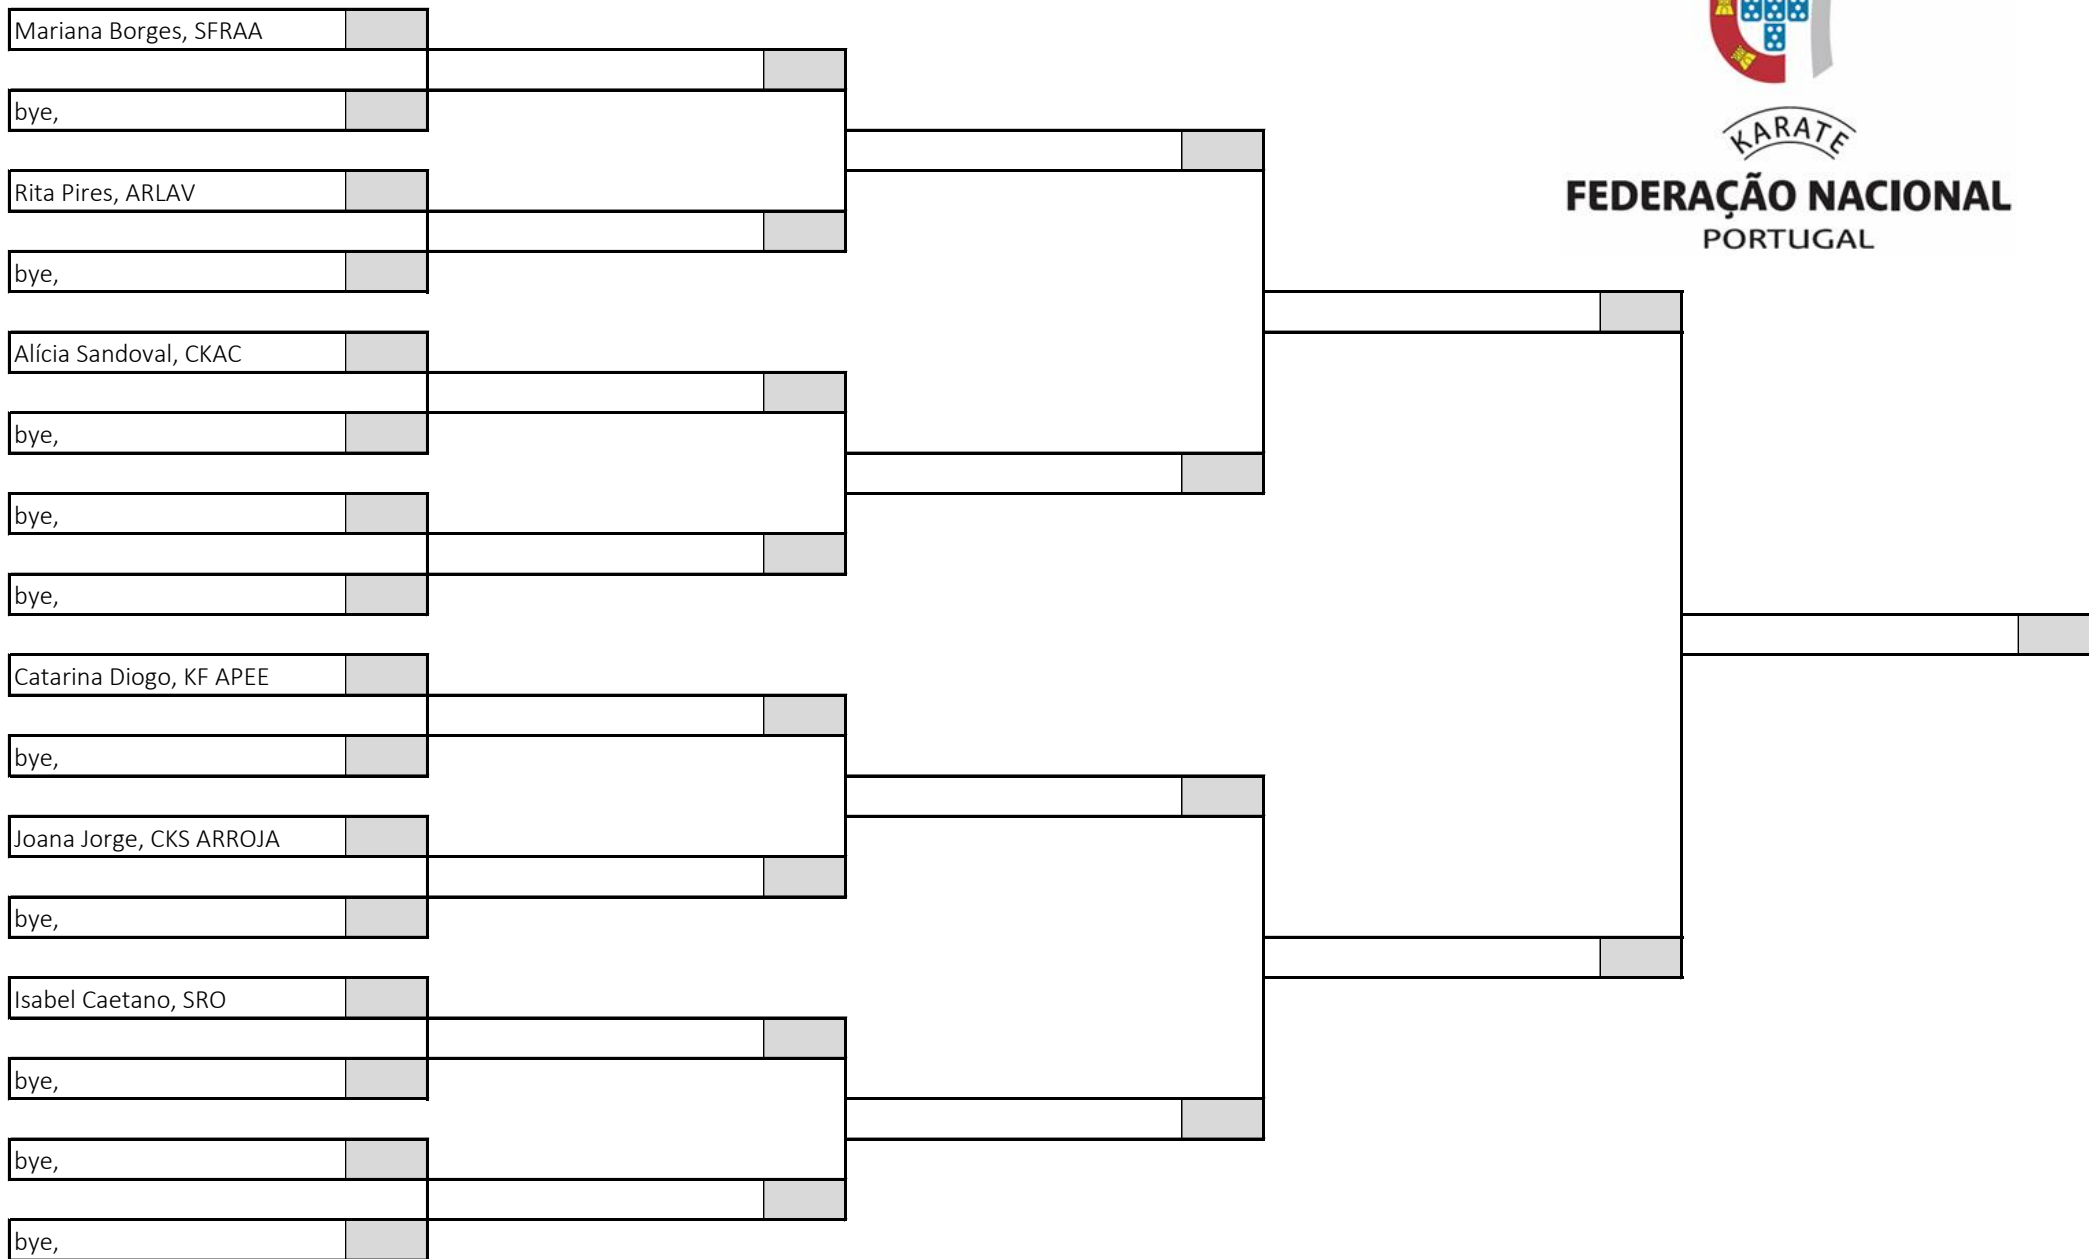 Mariana Borges, SFRAA
bye,
Rita Pires, ARLAV
bye,
Alícia Sandoval, CKAC
bye,
bye,
bye,
Catarina Diogo, KF APEE
bye,
Joana Jorge, CKS ARROJA
bye,
Isabel Caetano, SRO
bye,
bye,
bye,
KARATE
FEDERAÇÃO NACIONAL
PORTUGAL